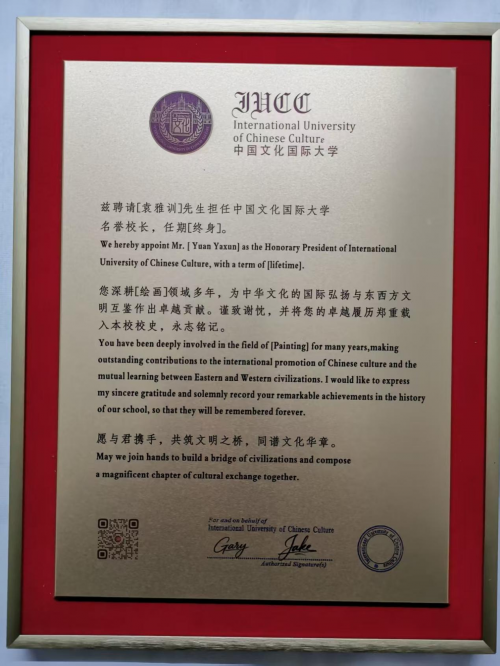 IUCC
International University
of Chinese Culture
中国文化国际大学
兹聘请[袁雅训]先生担任中国文化国际大学
名誉校长，任期[终身]。
We hereby appoint Mr. [ Yuan Yaxun] as the Honorary President of International
University of Chinese Culture, with a term of [lifetime].
您深耕[绘画]领域多年，为中华文化的国际弘扬与东西方文
明互鉴作出卓越贡献。谨致谢忱，并将您的卓越履历郑重载
入本校校史，永志铭记。
You have been deeply involved in the field of [Painting] for many years,making
outstanding contributions to the international promotion of Chinese culture and the
mutual learning between Eastern and Western civilizations. I would like to express
my sincere gratitude and solemnly record your remarkable achievements in the history
of our school, so that they will be remembered forever.
愿与君携手，共筑文明之桥，同谱文化华章。
May we join hands to build a bridge of civilizations and compose
a magnificent chapter of cultural exchange together.
For and on behalf of
International University of Chinese Culture
Gary Jake
Authorized Signature(s)